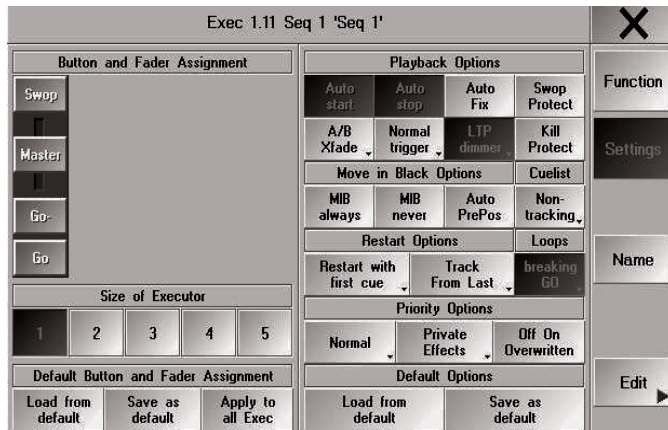 Exec 1.11 Seq 1 'Seq 1'
Button and Fader Assignment
Swop
Master
Go-
Go
Size of Executor
1 2 3 4 5
Default Button and Fader Assignment
Load from
default
Save as
default
Apply to
all Exec
Playback Options
Auto
start
Auto
stop
Auto
Fix
Swop
Protect
A/B
Xfade
Normal
trigger
LTP
dimmer
Kill
Protect
Move in Black Options
Cuelist
MIB
always
MIB
never
Auto
PrePos
Non-
tracking
Restart Options
Loops
Restart with
first cue
Track
From Last
breaking
GO
Priority Options
Normal
Private
Effects
Off On
Overwritten
Default Options
Load from
default
Save as
default
Function
Settings
Name
Edit